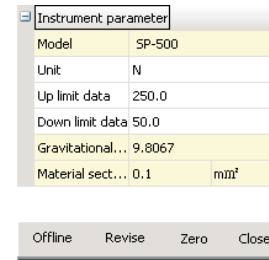 Instrument parameter
Model SP-500
Unit N
Up limit data 250.0
Down limit data 50.0
Gravitational... 9.8067
Material sect... 0.1 mm²
Offline Revise Zero Close